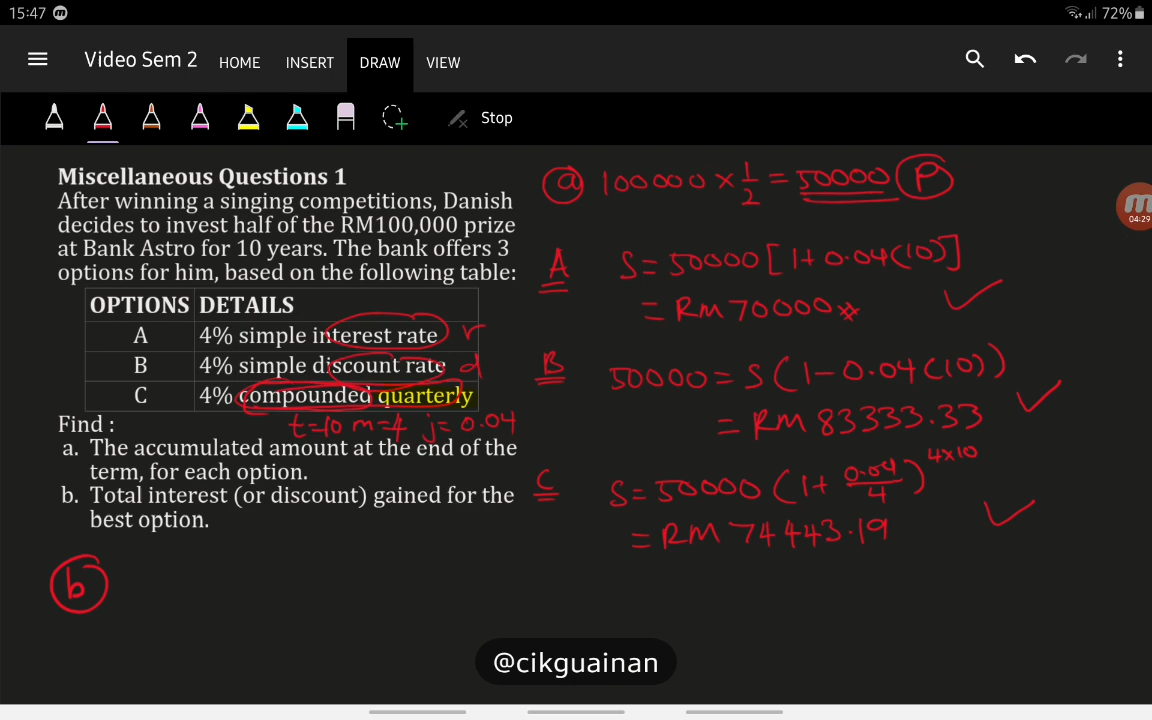 15:47 72%
Video Sem 2 HOME INSERT DRAW VIEW
Stop
Miscellaneous Questions 1
After winning a singing competitions, Danish
decides to invest half of the RM100,000 prize
at Bank Astro for 10 years. The bank offers 3
options for him, based on the following table:
OPTIONS DETAILS
A 4% simple interest rate r
B 4% simple discount rate d
C 4% compounded quarterly
t=10 m=4 j=0.04
Find :
a. The accumulated amount at the end of the
term, for each option.
b. Total interest (or discount) gained for the
best option.
b
a 100000 × 1/2 = 50000 P
A S = 50000 [1 + 0.04(10)]
= RM 70000
B 50000 = S (1 - 0.04(10))
= RM 83333.33
C S = 50000 (1 + 0.04/4)^4×10
= RM 74443.19
04:29
@cikguainan